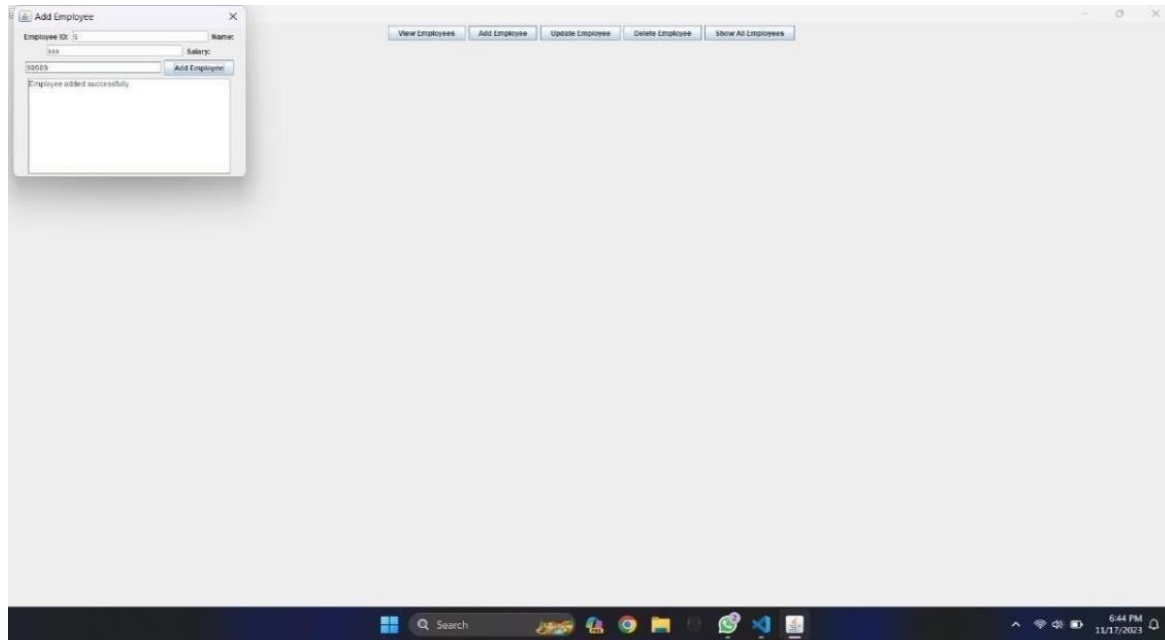 Add Employee
View Employees Add Employee Update Employee Delete Employee Show All Employees
Employee ID: Name:
Salary:
Add Employee
Employee added successfully
Search
6:44 PM
11/17/2023